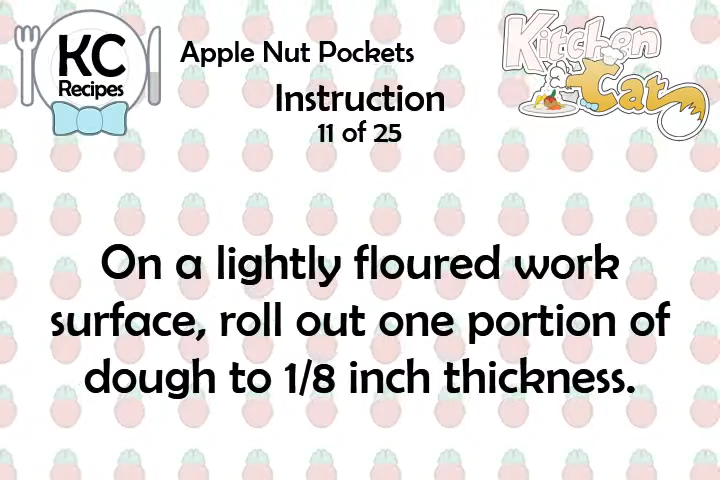 KC
Recipes
Apple Nut Pockets
Kitchen
Cat
Instruction
11 of 25
On a lightly floured work
surface, roll out one portion of
dough to 1/8 inch thickness.